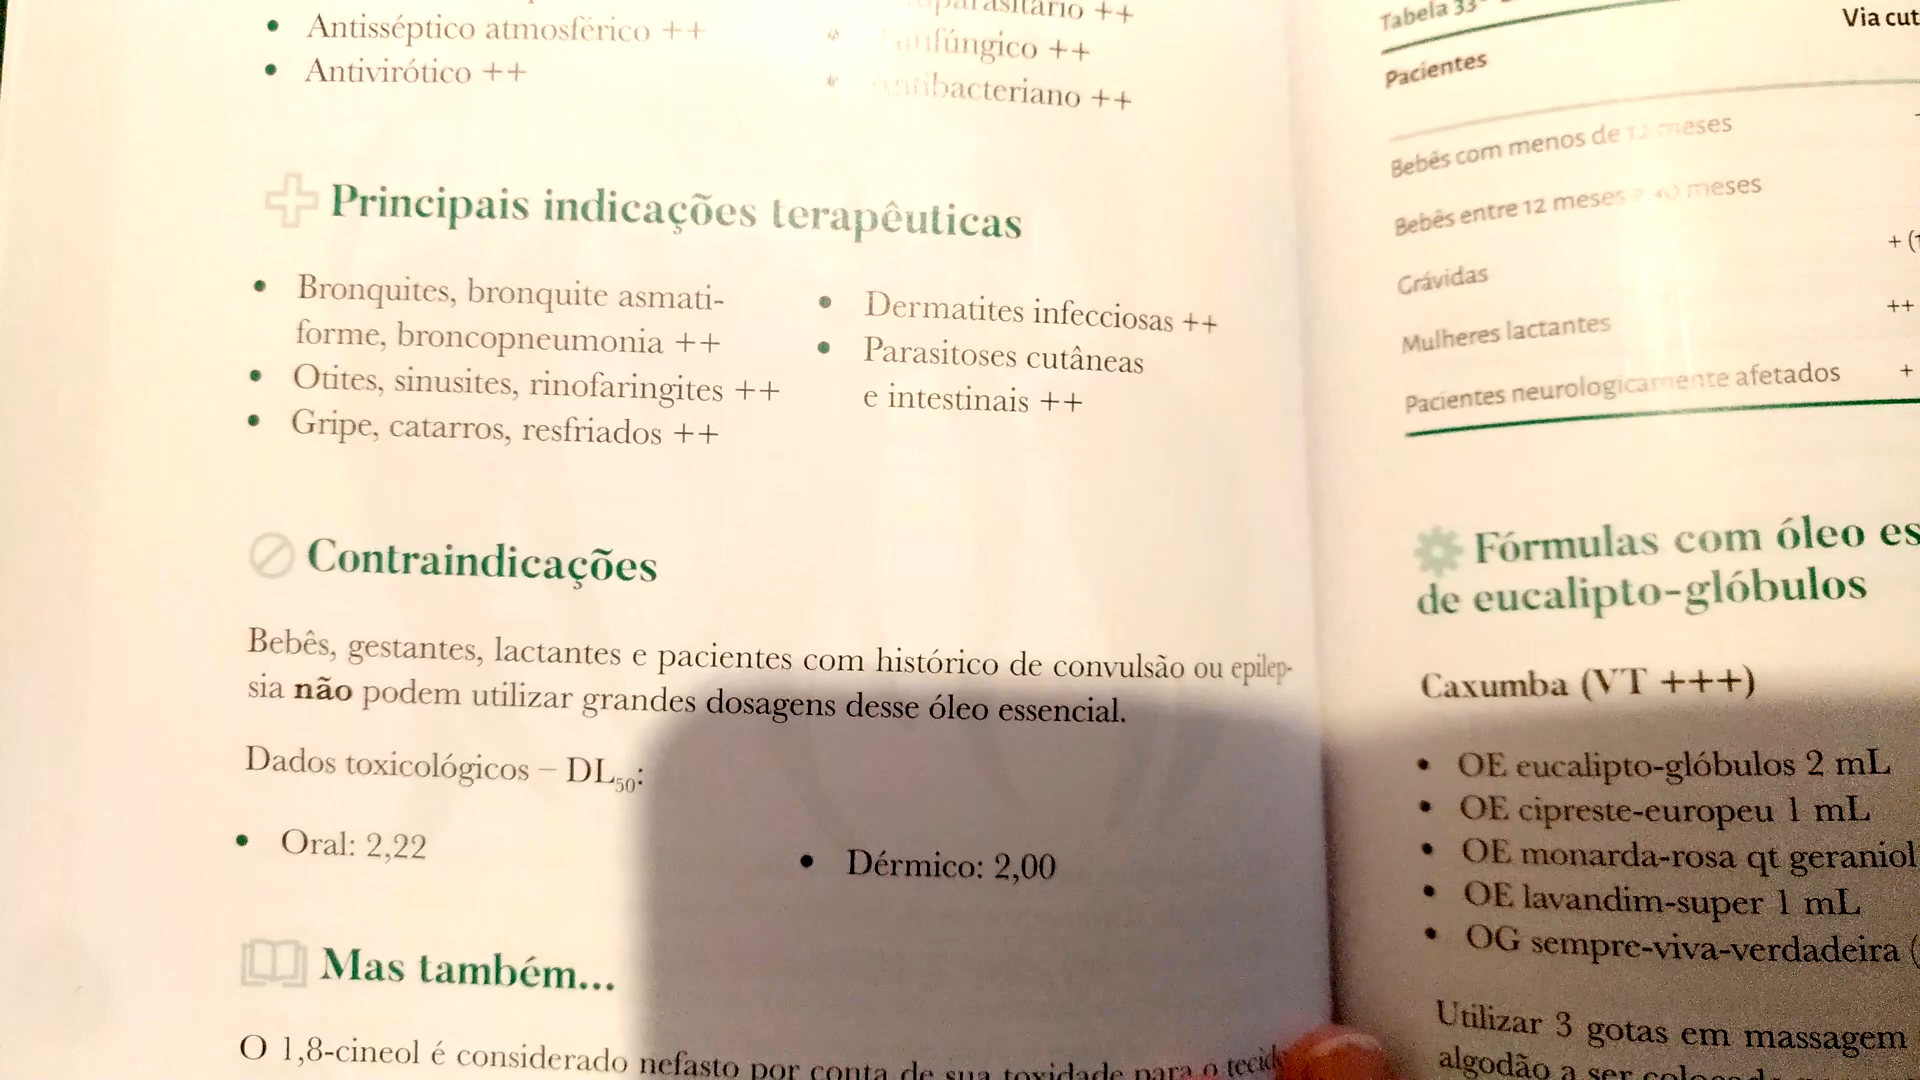 Antisséptico atmosférico ++
Antivirótico ++
++
++
++
Principais indicações terapêuticas
Bronquites, bronquite asmati-
forme, broncopneumonia ++
Otites, sinusites, rinofaringites ++
Gripe, catarros, resfriados ++
Dermatites infecciosas ++
Parasitoses cutâneas
e intestinais ++
Contraindicações
Bebês, gestantes, lactantes e pacientes com histórico de convulsão ou epilep-
sia não podem utilizar grandes dosagens desse óleo essencial.
Dados toxicológicos – DL50:
Oral: 2,22
Dérmico: 2,00
Mas também...
O 1,8-cineol é considerado nefasto por conta de sua toxidade para o
Tabela 33
Via
Pacientes
Bebês com menos de meses
Bebês entre 12 meses e meses
+
Grávidas
++
Mulheres lactantes
+
Pacientes neurologicamente afetados
Fórmulas com óleo
de eucalipto-glóbulos
Caxumba (VT +++)
OE eucalipto-glóbulos 2 mL
OE cipreste-europeu 1 mL
OE monarda-rosa qt geraniol
OE lavandim-super 1 mL
OG sempre-viva-verdadeira (
Utilizar 3 gotas em massagem
algodão a ser